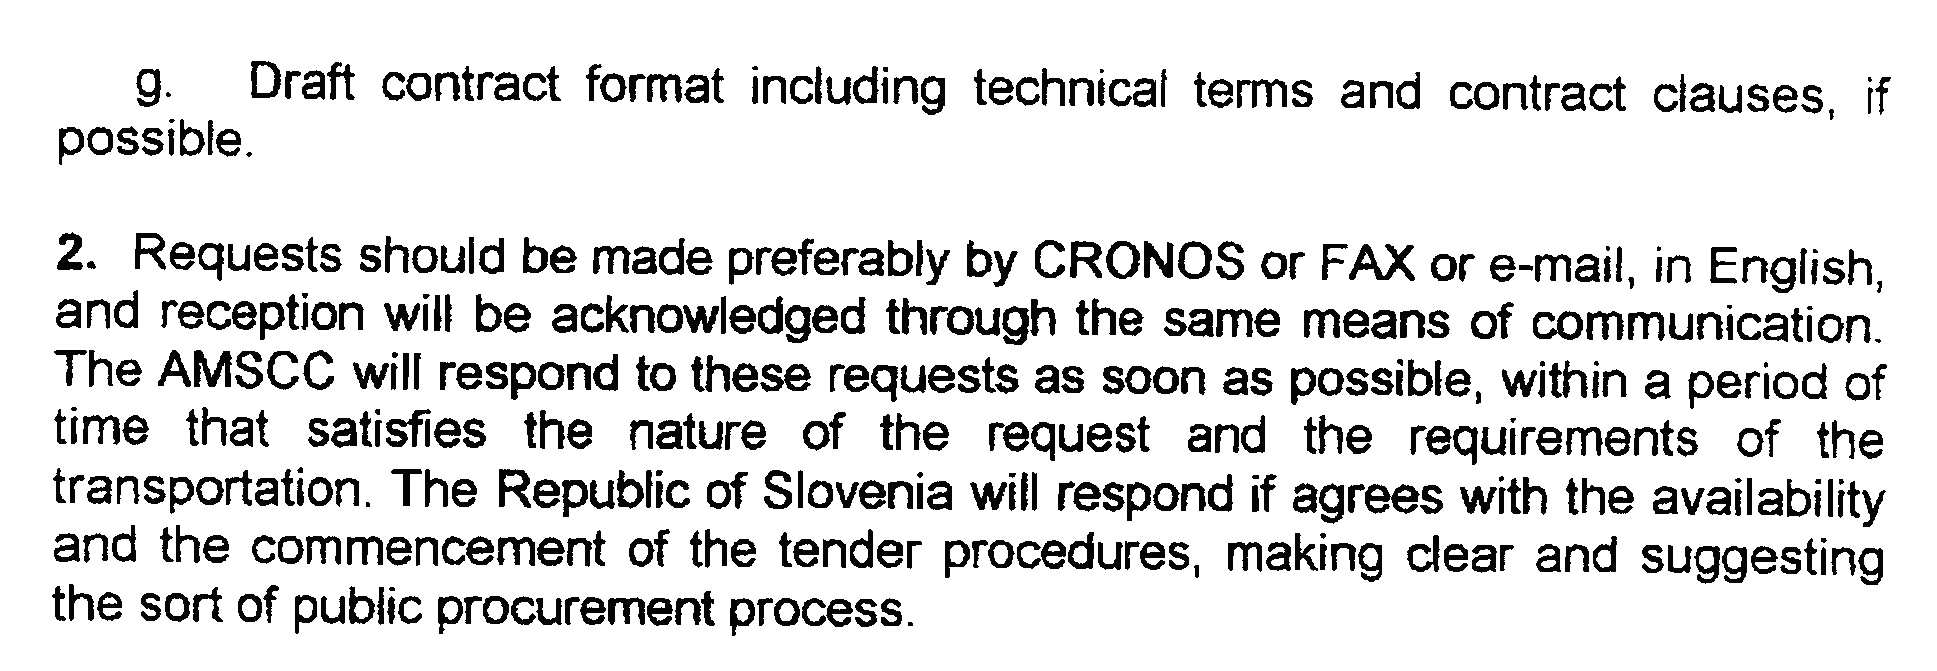 g. Draft contract format including technical terms and contract clauses, if
possible.
2. Requests should be made preferably by CRONOS or FAX or e-mail, in English,
and reception will be acknowledged through the same means of communication.
The AMSCC will respond to these requests as soon as possible, within a period of
time that satisfies the nature of the request and the requirements of the
transportation. The Republic of Slovenia will respond if agrees with the availability
and the commencement of the tender procedures, making clear and suggesting
the sort of public procurement process.